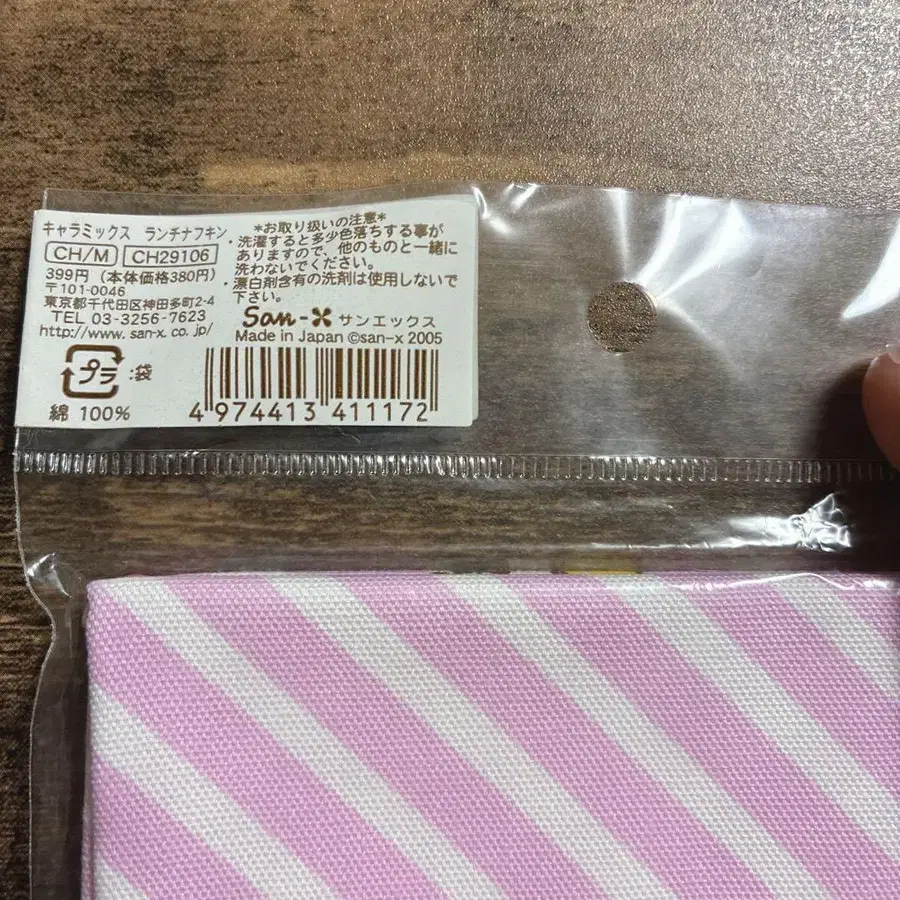 キャラミックス ランチナフキン
CH/M CH29106
399円 (本体価格380円)
〒101-0046
東京都千代田区神田多町2-4
TEL 03-3256-7623
http://www.san-x.co.jp/
プラ :袋
綿 100%
*お取り扱いの注意*
・洗濯すると多少色落ちする事が
ありますので、他のものと一緒に
洗わないでください。
・漂白剤含有の洗剤は使用しないで
下さい。
San-X サンエックス
Made in Japan ©san-x 2005
4 974413 411172